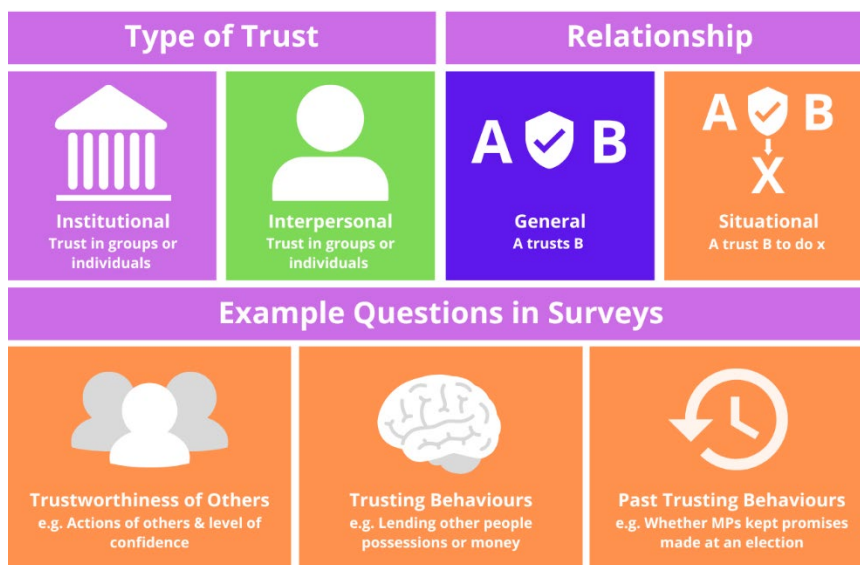 Type of Trust
Relationship
Institutional
Trust in groups or
individuals
Interpersonal
Trust in groups or
individuals
A B
General
A trusts B
A B
X
Situational
A trust B to do x
Example Questions in Surveys
Trustworthiness of Others
e.g. Actions of others & level of
confidence
Trusting Behaviours
e.g. Lending other people
possessions or money
Past Trusting Behaviours
e.g. Whether MPs kept promises
made at an election